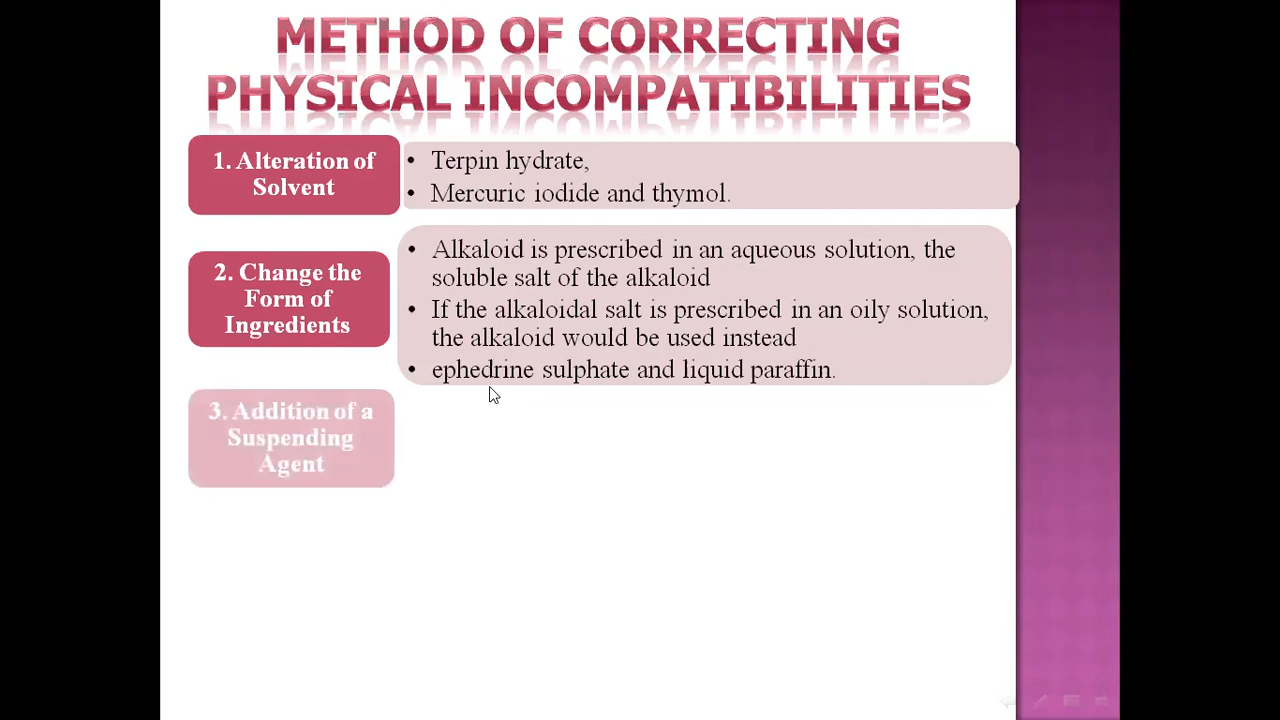 METHOD OF CORRECTING
PHYSICAL INCOMPATIBILITIES
1. Alteration of
Solvent
• Terpin hydrate,
• Mercuric iodide and thymol.
2. Change the
Form of
Ingredients
• Alkaloid is prescribed in an aqueous solution, the
soluble salt of the alkaloid
• If the alkaloidal salt is prescribed in an oily solution,
the alkaloid would be used instead
• ephedrine sulphate and liquid paraffin.
3. Addition of a
Suspending
Agent